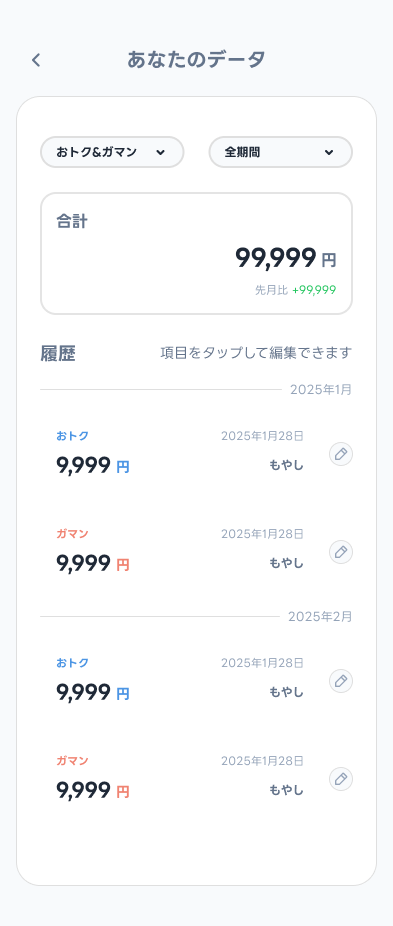 あなたのデータ
おトク&ガマン
全期間
合計
99,999 円
先月比 +99,999
履歴
項目をタップして編集できます
2025年1月
おトク
2025年1月28日
9,999 円
もやし
ガマン
2025年1月28日
9,999 円
もやし
2025年2月
おトク
2025年1月28日
9,999 円
もやし
ガマン
2025年1月28日
9,999 円
もやし